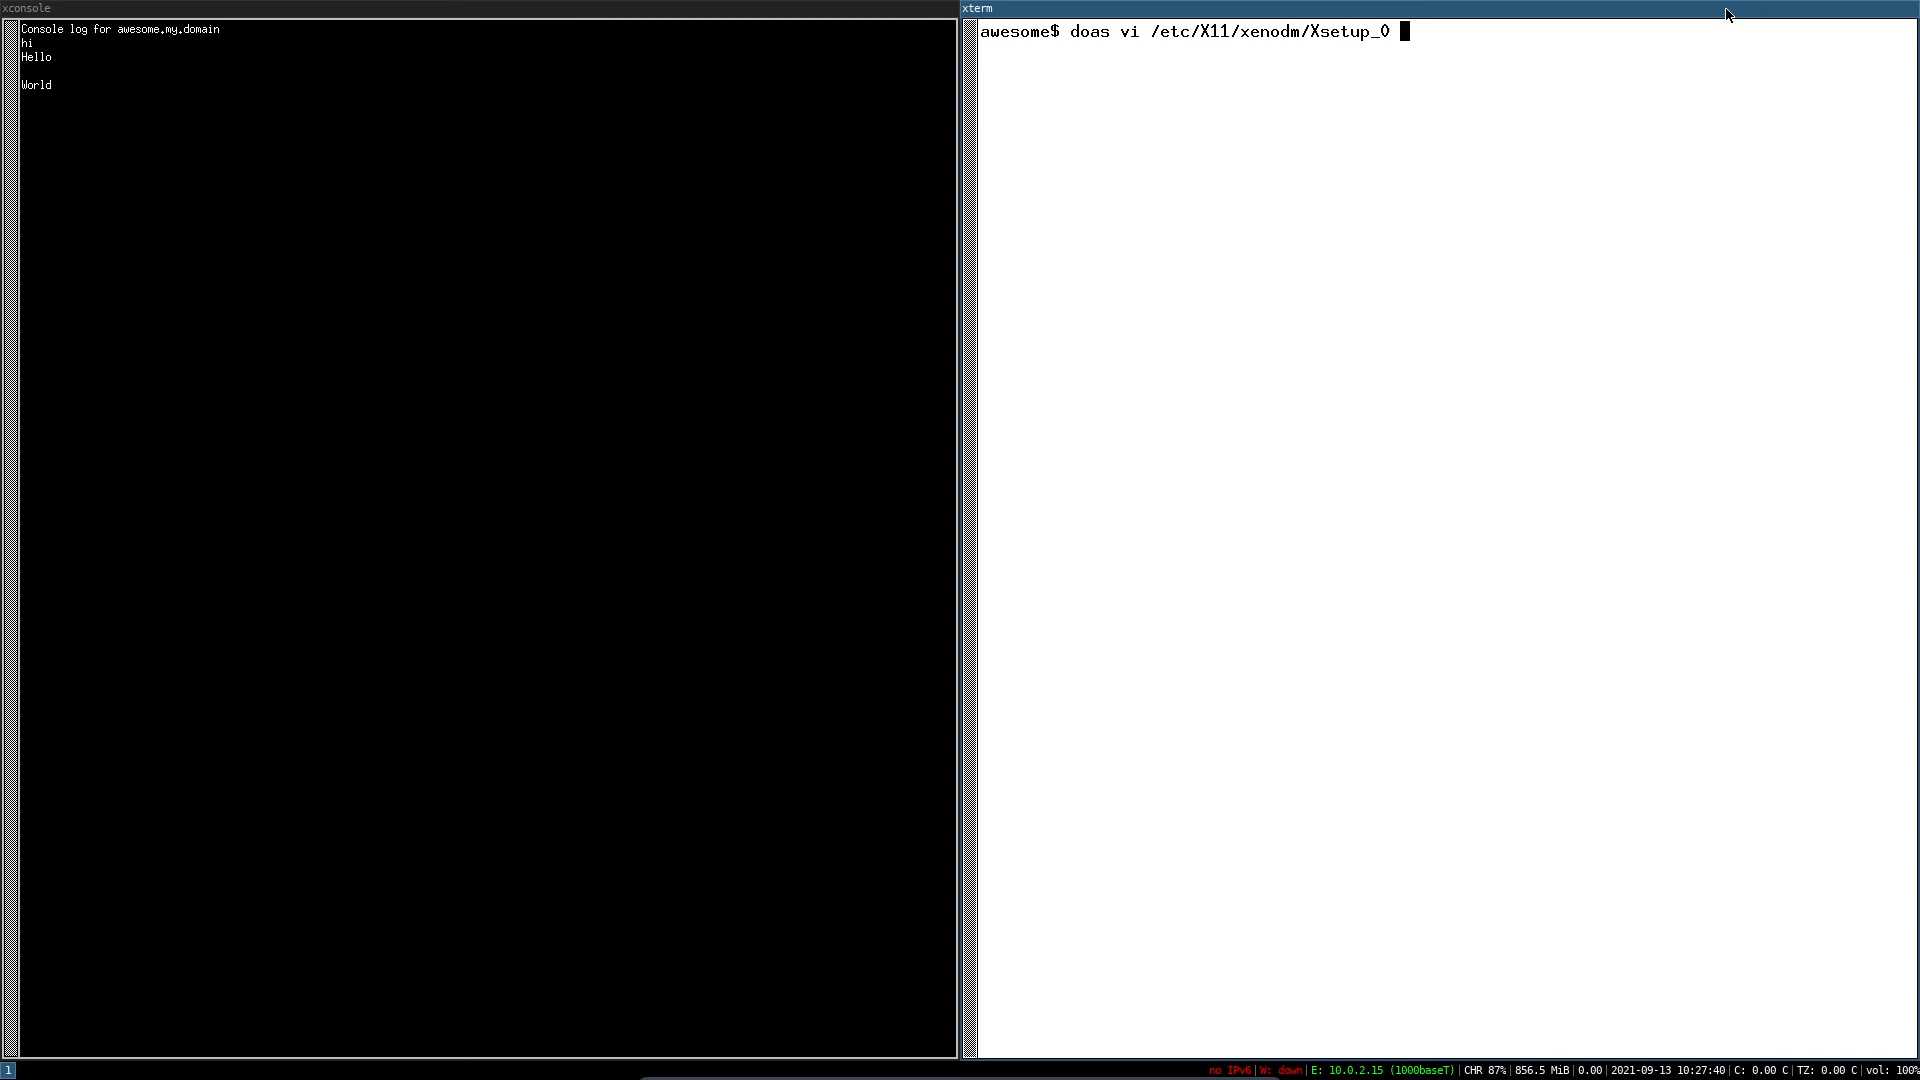 xconsole
Console log for awesome.my.domain
hi
Hello
World
xterm
awesome$ doas vi /etc/X11/xenodm/Xsetup_0
1
no IPv6|W: down|E: 10.0.2.15 (1000baseT)|CHR 87%|856.5 MiB|0.00|2021-09-13 10:27:40|C: 0.00 C|TZ: 0.00 C|vol: 100%